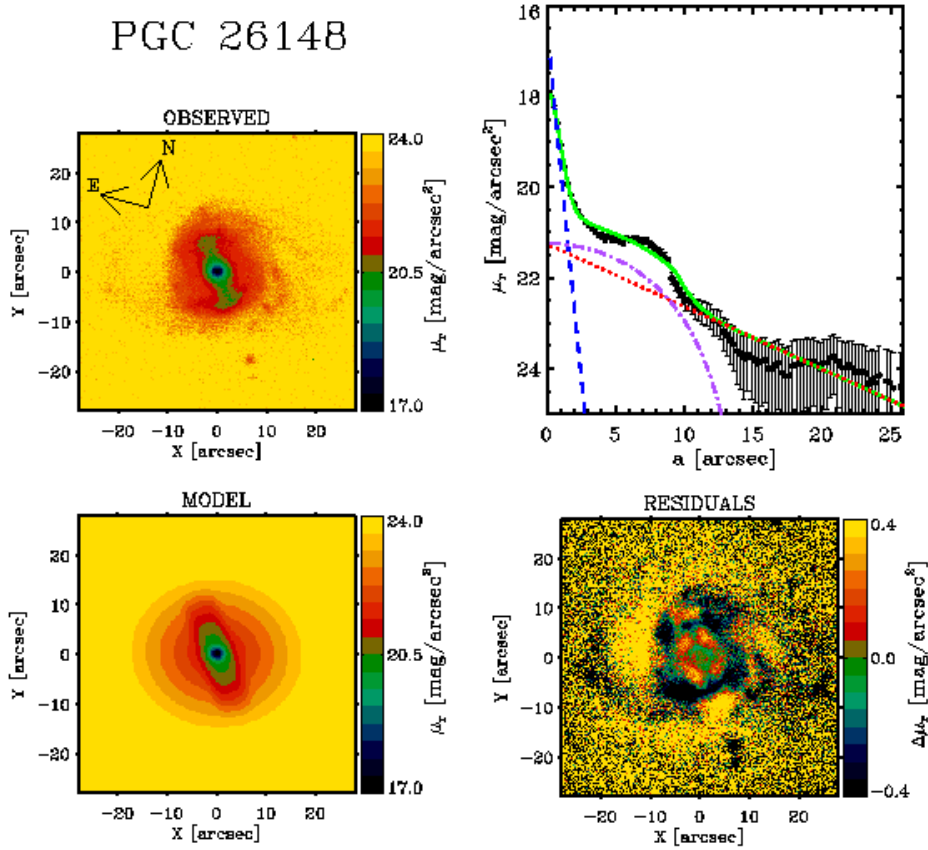 PGC 26148
OBSERVED
N
E
Y [arcsec]
20
10
0
−10
−20
−20 −10 0 10 20
X [arcsec]
24.0
20.5
17.0
μr [mag/arcsec²]
16
18
20
22
24
μr [mag/arcsec²]
0 5 10 15 20 25
a [arcsec]
MODEL
Y [arcsec]
20
10
0
−10
−20
−20 −10 0 10 20
X [arcsec]
24.0
20.5
17.0
μr [mag/arcsec²]
RESIDUALS
Y [arcsec]
20
10
0
−10
−20
−20 −10 0 10 20
X [arcsec]
0.4
0.0
−0.4
Δμr [mag/arcsec²]